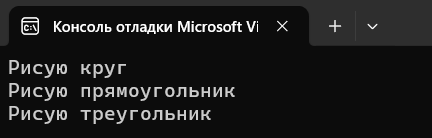 Консоль отладки Microsoft Vi
Рисую круг
Рисую прямоугольник
Рисую треугольник